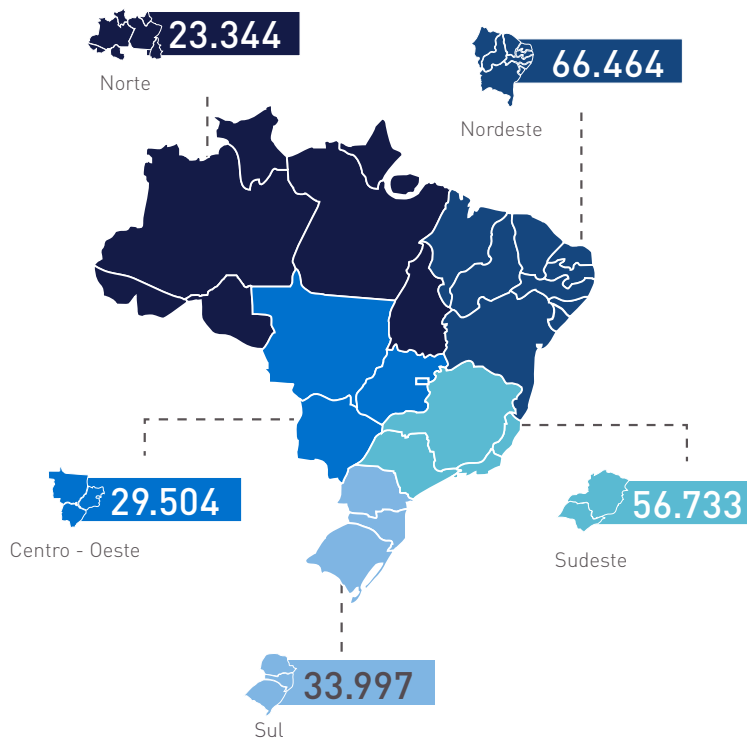 23.344
Norte
66.464
Nordeste
29.504
Centro - Oeste
56.733
Sudeste
33.997
Sul